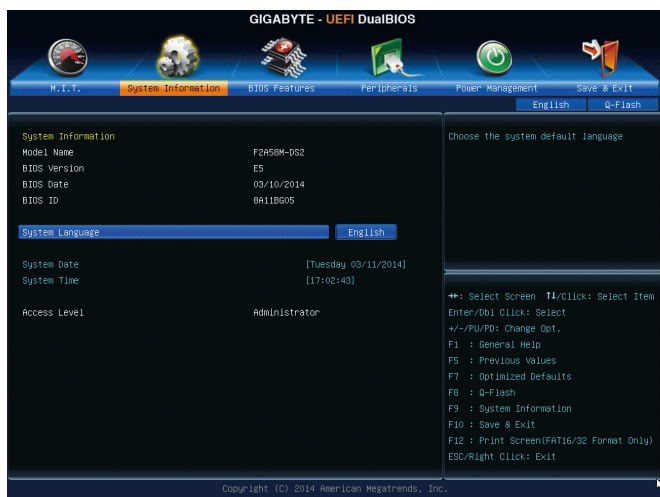 GIGABYTE - UEFI DualBIOS
M.I.T. System Information BIOS Features Peripherals Power Management Save & Exit
English Q-Flash
System Information
Model Name F2A58M-DS2
BIOS Version E5
BIOS Date 03/10/2014
BIOS ID 8A11BG05
System Language English
System Date [Tuesday 03/11/2014]
System Time [17:02:43]
Access Level Administrator
Choose the system default language
→←: Select Screen ↑↓/Click: Select Item
Enter/Dbl Click: Select
+/-/PU/PD: Change Opt.
F1 : General Help
F5 : Previous Values
F7 : Optimized Defaults
F8 : Q-Flash
F9 : System Information
F10 : Save & Exit
F12 : Print Screen(FAT16/32 Format Only)
ESC/Right Click: Exit
Copyright (C) 2014 American Megatrends, Inc.